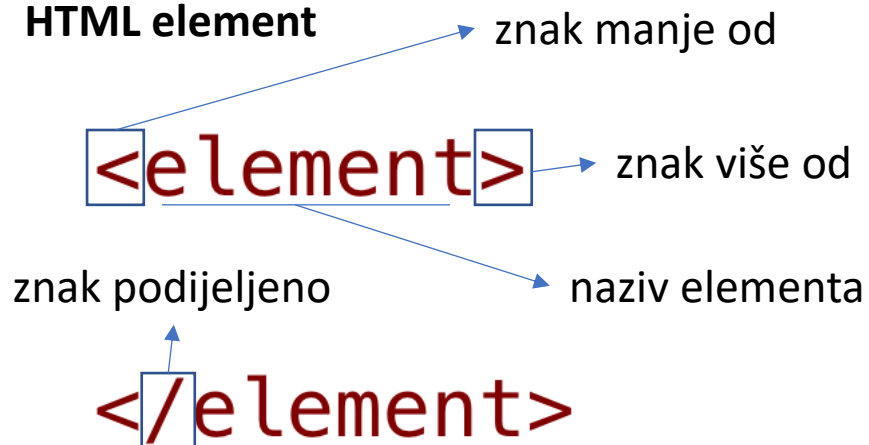 HTML element
znak manje od
<element>
znak više od
znak podijeljeno
naziv elementa
</element>